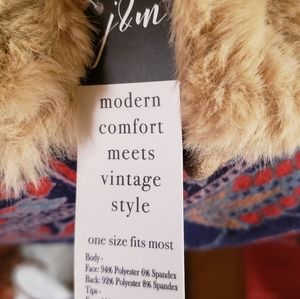 j&m
modern
comfort
meets
vintage
style
one size fits most
Body -
Face: 94% Polyester 6% Spandex
Back: 92% Polyester 8% Spandex
Tips -